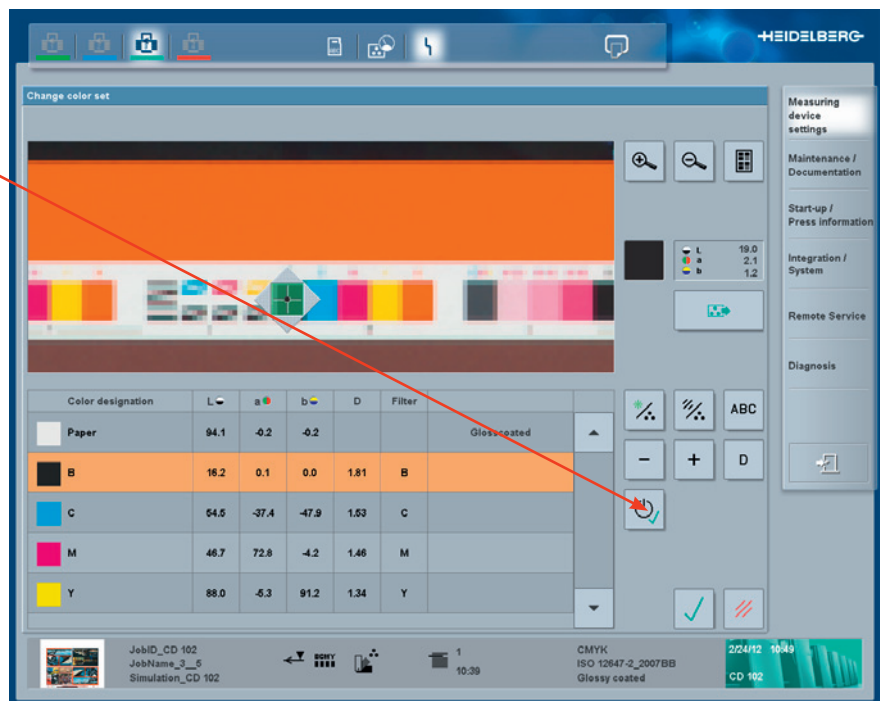 HEIDELBERG
Change color set
Measuring
device
settings
Maintenance /
Documentation
Start-up /
Press information
Integration /
System
Remote Service
Diagnosis
L 19.0
a 2.1
b 1.2
Color designation L a b D Filter
Paper 94.1 -0.2 -0.2 Gloss coated
B 16.2 0.1 0.0 1.81 B
C 54.5 -37.4 -47.9 1.53 C
M 46.7 72.8 -4.2 1.46 M
Y 88.0 -5.3 91.2 1.34 Y
ABC
- + D
JobID_CD 102
JobName_3__5
Simulation_CD 102
BCMY
1
10:39
CMYK
ISO 12647-2_2007BB
Glossy coated
2/24/12 10:49
CD 102